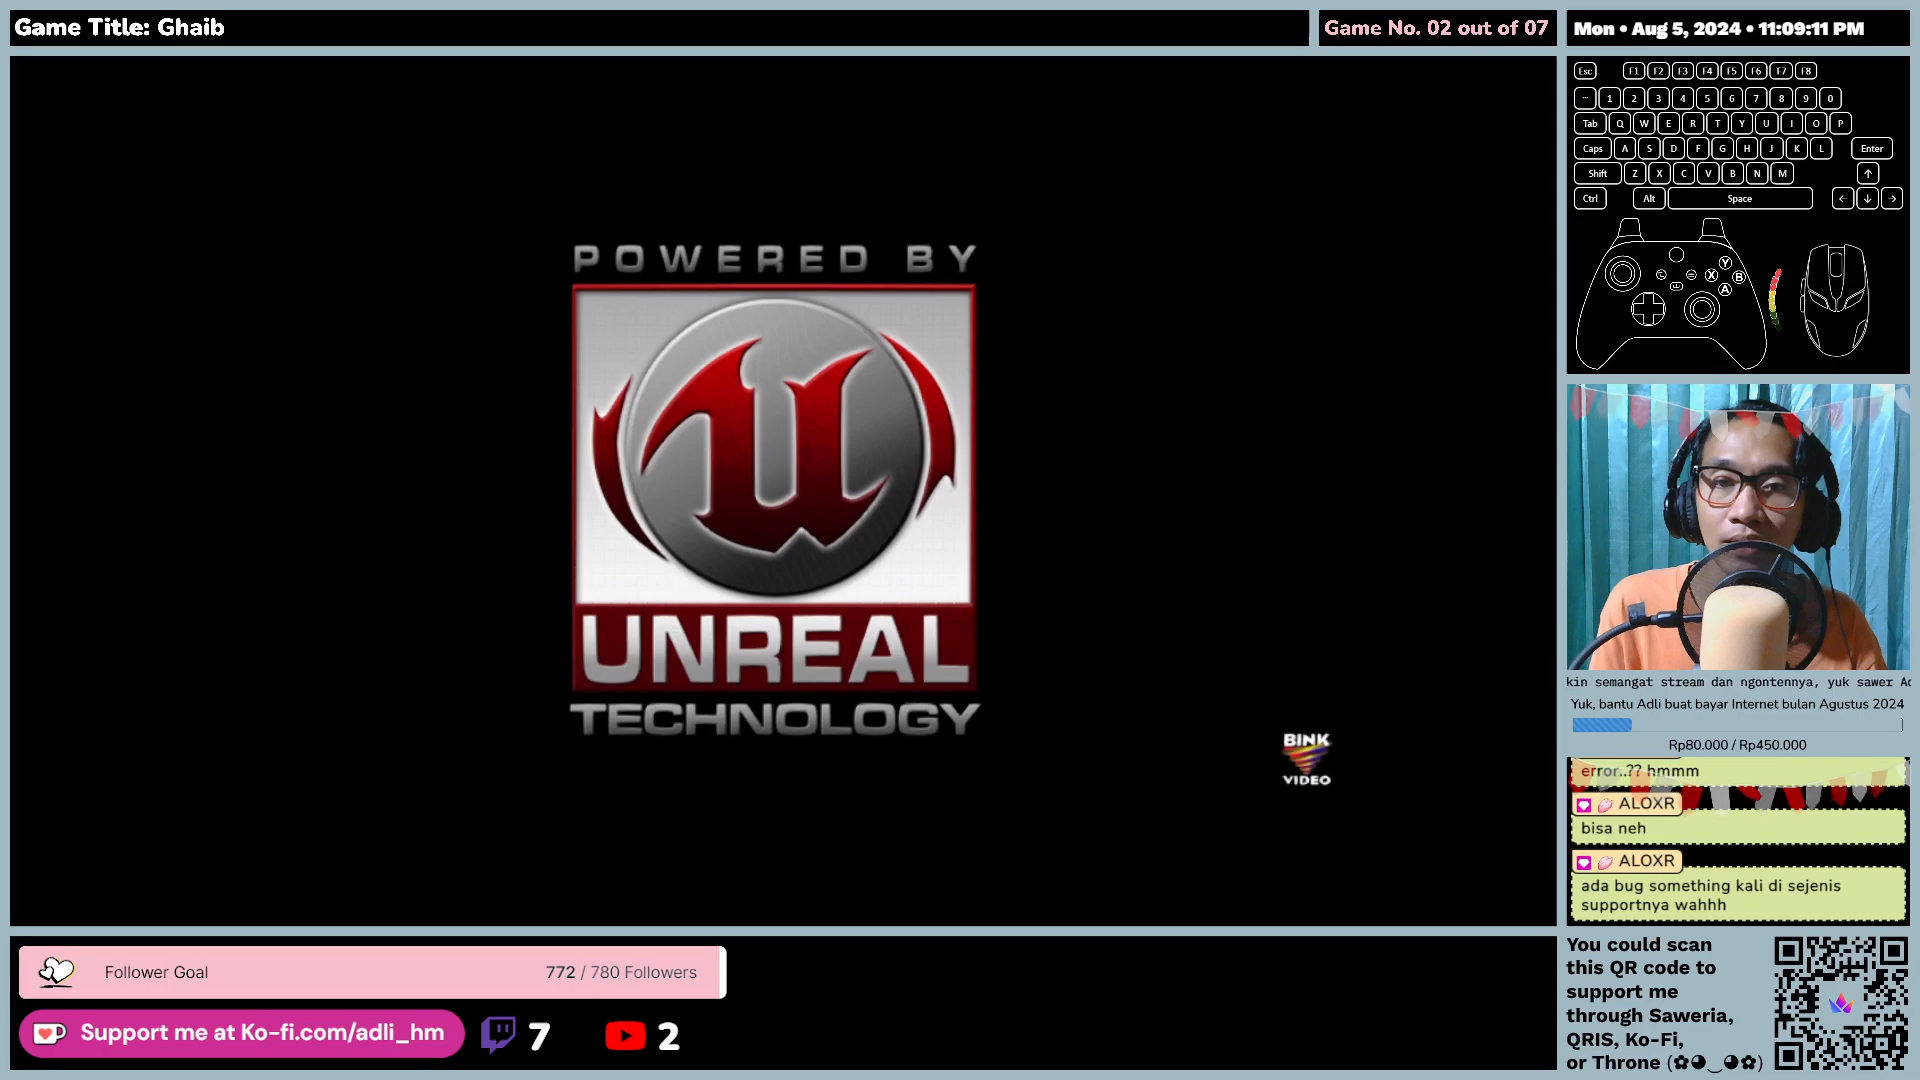 Game Title: Ghaib
Game No. 02 out of 07
Mon • Aug 5, 2024 • 11:09:11 PM
Esc F1 F2 F3 F4 F5 F6 F7 F8
~ 1 2 3 4 5 6 7 8 9 0
Tab Q W E R T Y U I O P
Caps A S D F G H J K L Enter
Shift Z X C V B N M ↑
Ctrl Alt Space ← ↓ →
Y
X B
A
POWERED BY
UNREAL
TECHNOLOGY
BINK
VIDEO
kin semangat stream dan ngontennya, yuk sawer Ad
Yuk, bantu Adli buat bayar Internet bulan Agustus 2024
Rp80.000 / Rp450.000
error..?? hmmm
ALOXR
bisa neh
ALOXR
ada bug something kali di sejenis
supportnya wahhh
Follower Goal 772 / 780 Followers
Support me at Ko-fi.com/adli_hm
7
2
You could scan
this QR code to
support me
through Saweria,
QRIS, Ko-Fi,
or Throne (✿◕‿◕✿)